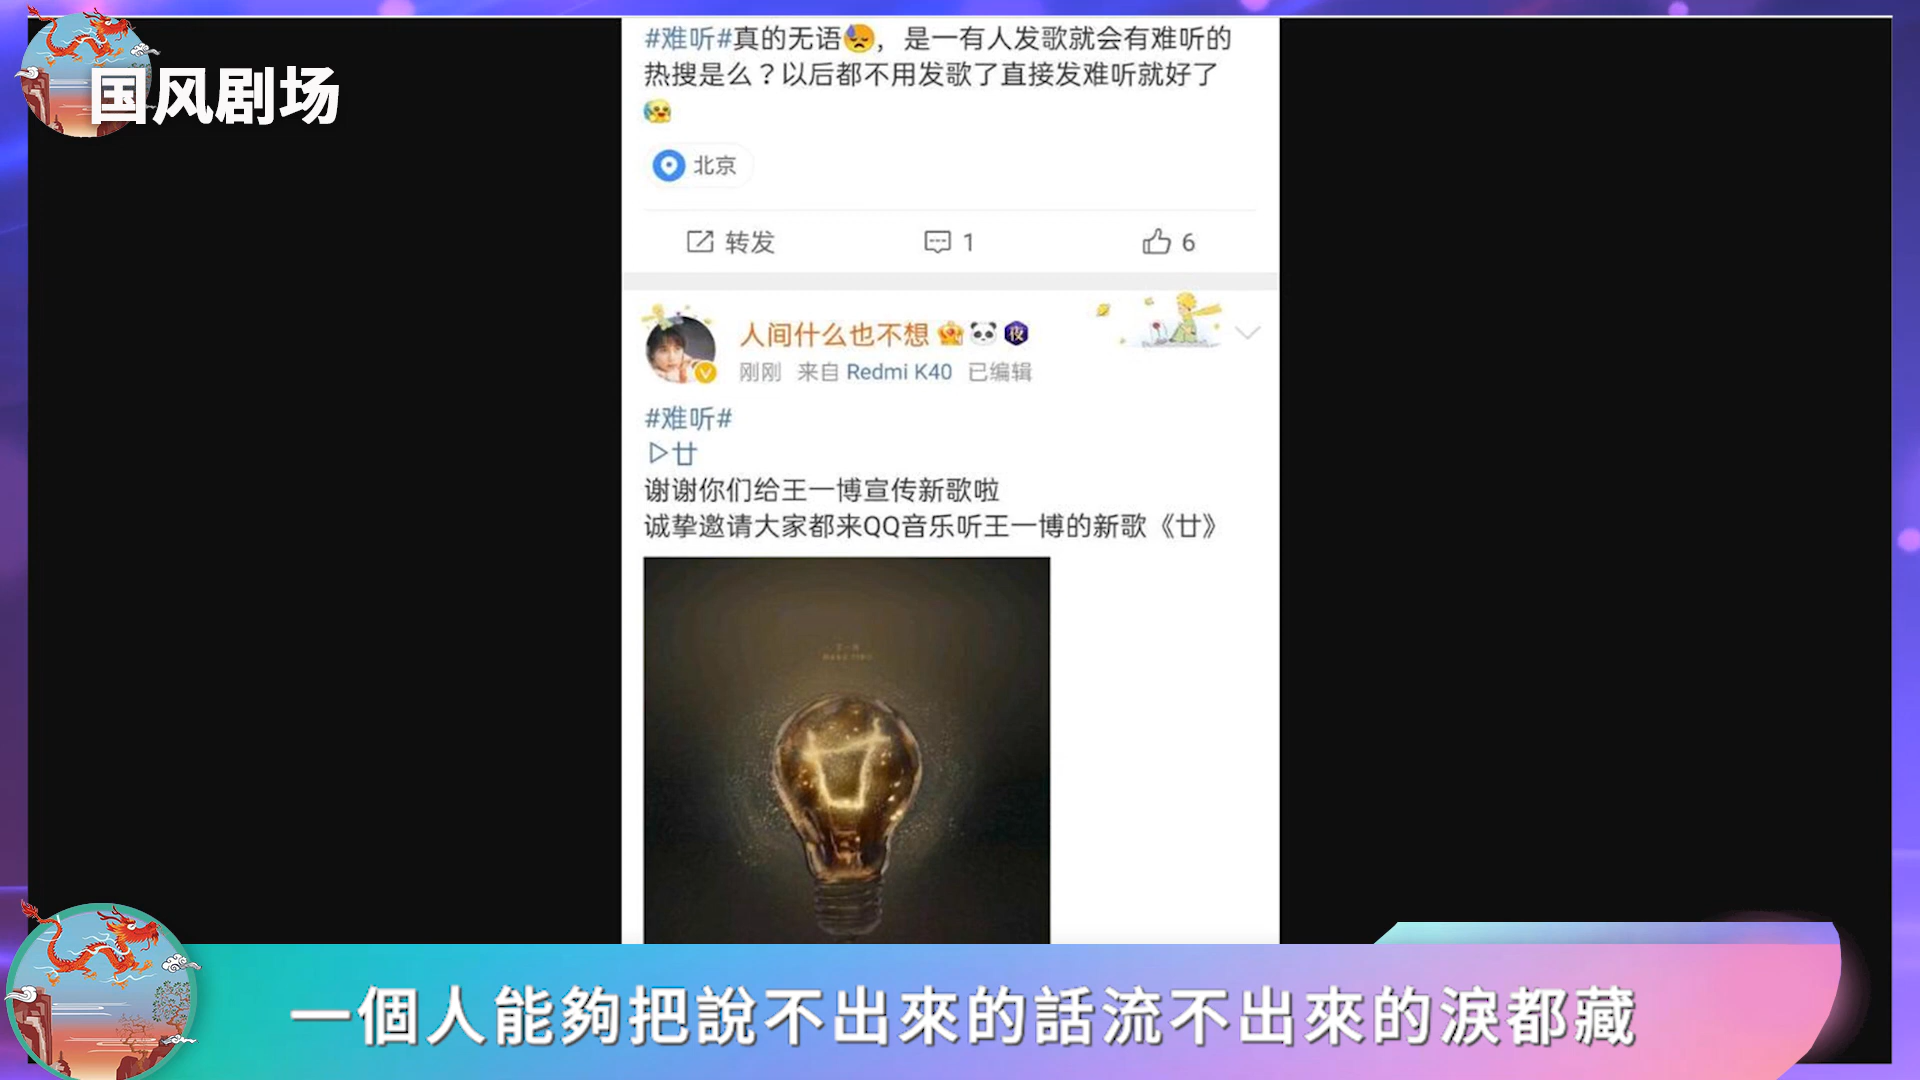 国风剧场
#难听#真的无语，是一有人发歌就会有难听的
热搜是么？以后都不用发歌了直接发难听就好了
北京
转发
1
6
人间什么也不想
夜
刚刚 来自 Redmi K40 已编辑
#难听#
廿
谢谢你们给王一博宣传新歌啦
诚挚邀请大家都来QQ音乐听王一博的新歌《廿》
廿
一個人能夠把說不出來的話流不出來的淚都藏